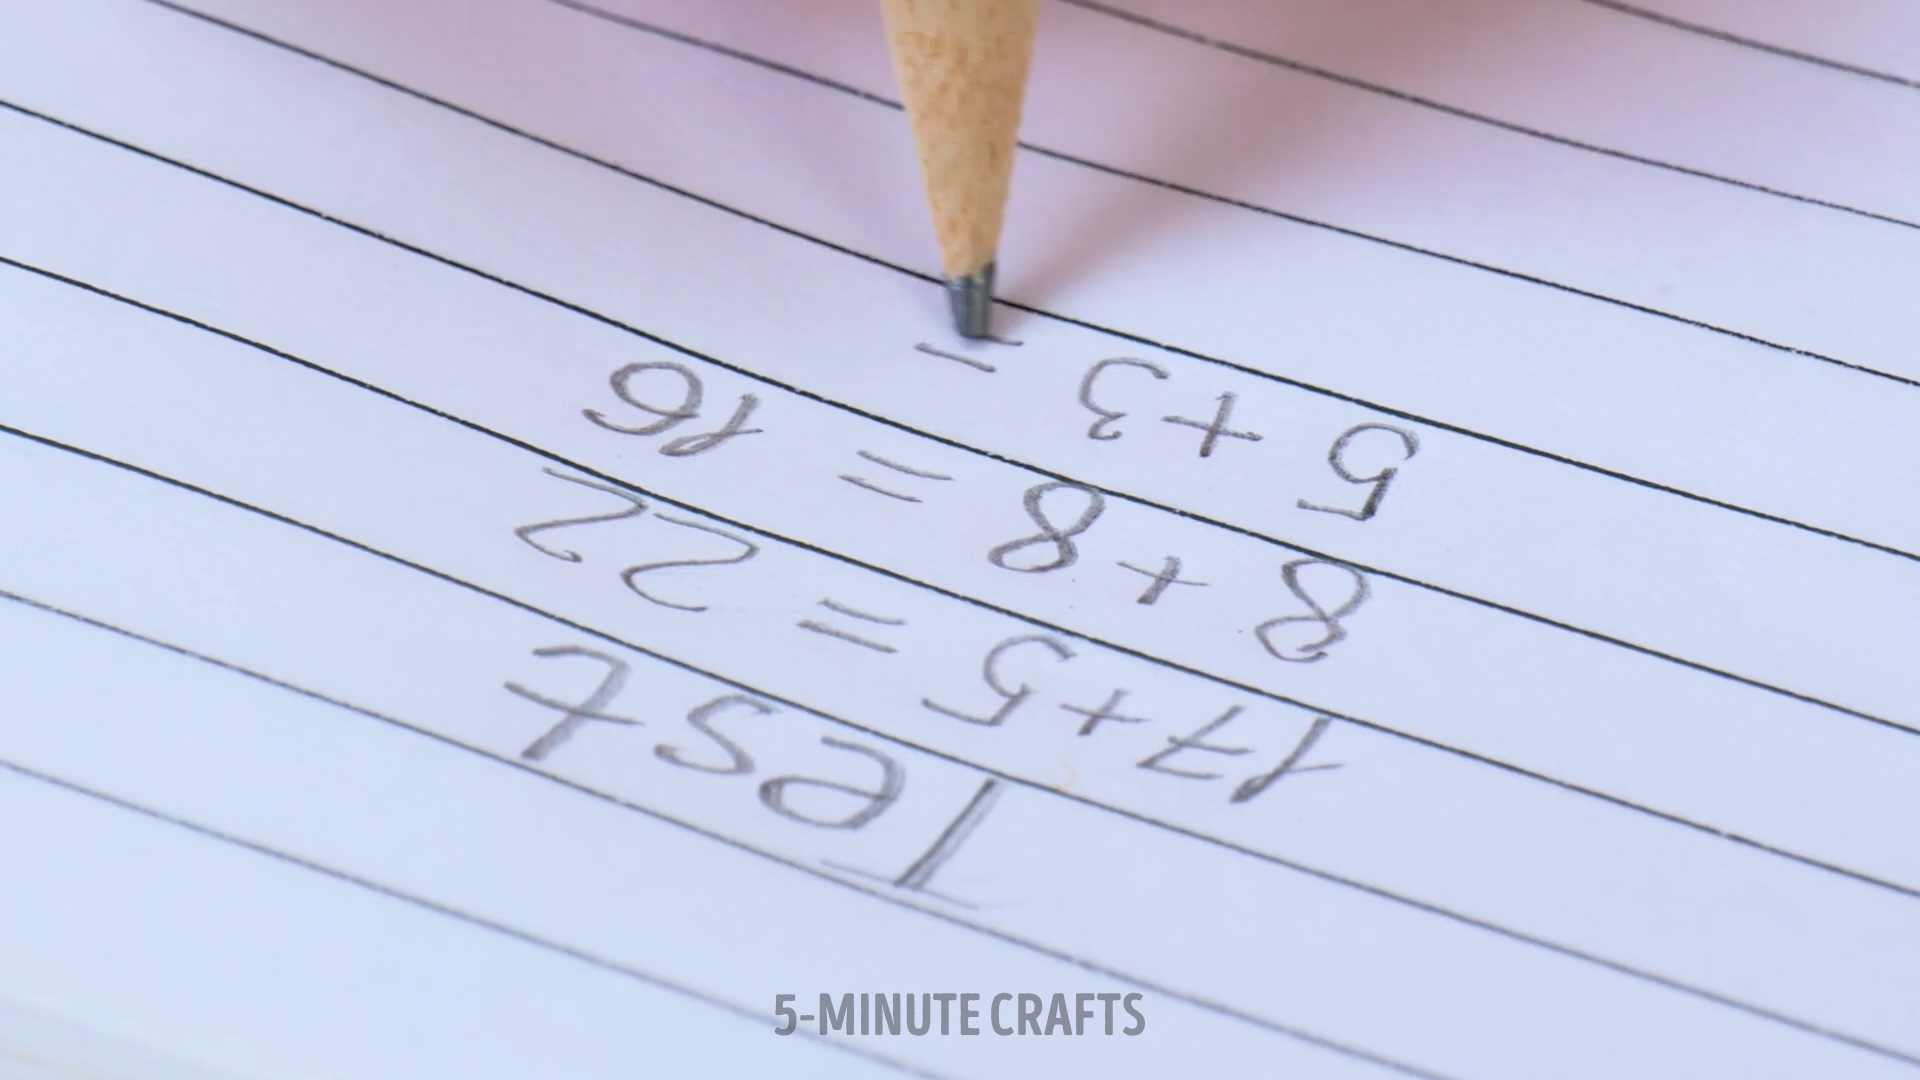 Test
17+5 = 22
8+8 = 16
5+3 =
5-MINUTE CRAFTS